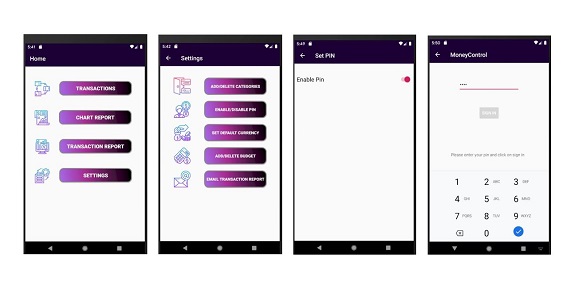 5:41
Home
TRANSACTIONS
CHART REPORT
TRANSACTION REPORT
SETTINGS
5:42
Settings
ADD/DELETE CATEGORIES
ENABLE/DISABLE PIN
SET DEFAULT CURRENCY
ADD/DELETE BUDGET
EMAIL TRANSACTION REPORT
5:49
Set PIN
Enable Pin
5:50
MoneyControl
SIGN IN
Please enter your pin and click on sign in
1 2 ABC 3 DEF
4 GHI 5 JKL 6 MNO
7 PQRS 8 TUV 9 WXYZ
0